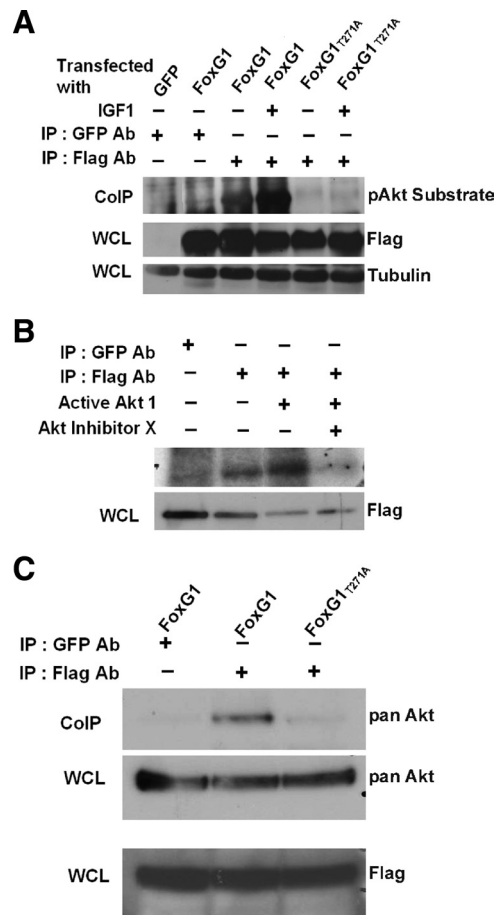 A
Transfected with
GFP
FoxG1
FoxG1
FoxG1
FoxG1T271A
FoxG1T271A
IGF1 – – – + – +
IP : GFP Ab + + – – – –
IP : Flag Ab – – + + + +
CoIP pAkt Substrate
WCL Flag
WCL Tubulin
B
IP : GFP Ab + – – –
IP : Flag Ab – + + +
Active Akt 1 – – + +
Akt Inhibitor X – – – +
WCL Flag
C
FoxG1
FoxG1
FoxG1T271A
IP : GFP Ab + – –
IP : Flag Ab – + +
CoIP pan Akt
WCL pan Akt
WCL Flag